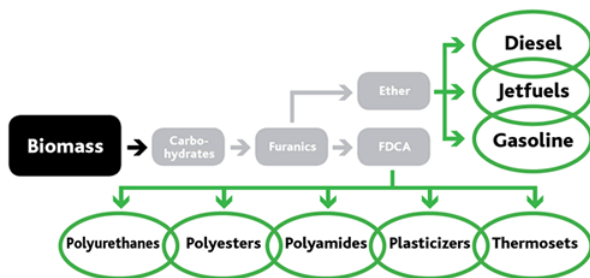 Diesel
Ether
Jetfuels
Biomass
Carbo-
hydrates
Furanics
FDCA
Gasoline
Polyurethanes
Polyesters
Polyamides
Plasticizers
Thermosets